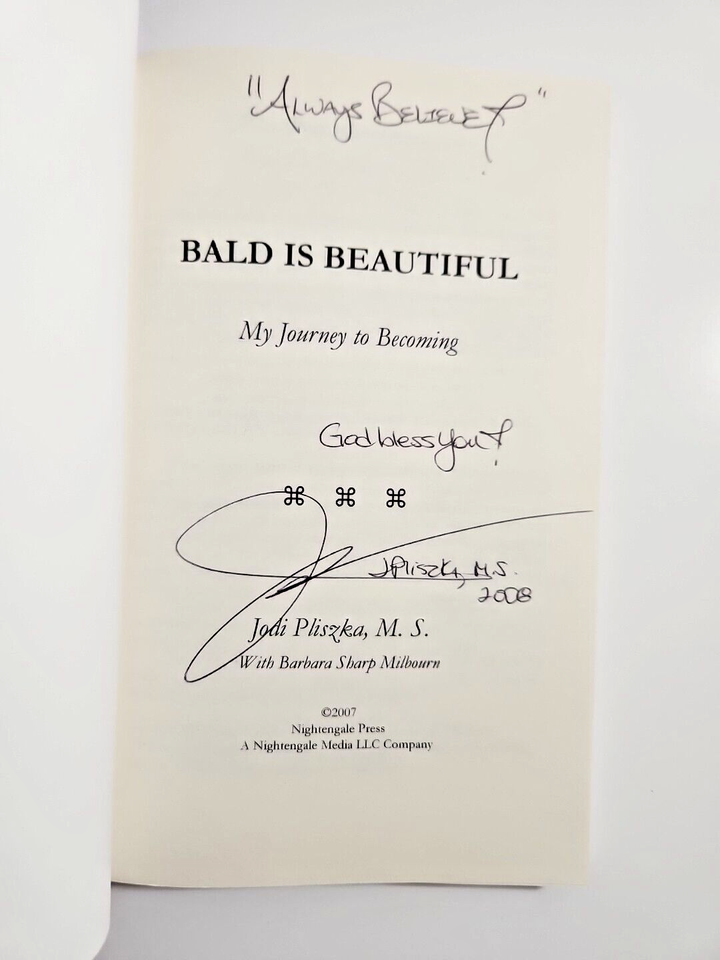 "Always Believe!"
BALD IS BEAUTIFUL
My Journey to Becoming
God bless you!
⌘ ⌘ ⌘
JPliszka, M.S.
2008
Jodi Pliszka, M. S.
With Barbara Sharp Milbourn
©2007
Nightengale Press
A Nightengale Media LLC Company